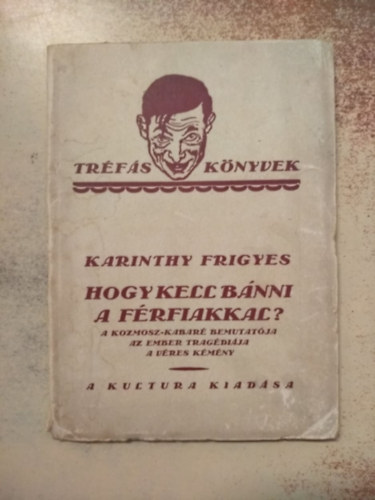 TRÉFÁS KÖNYVEK
KARINTHY FRIGYES
HOGY KELL BÁNNI
A FÉRFIAKKAL?
A KOZMOSZ-KABARÉ BEMUTATÓJA
AZ EMBER TRAGÉDIÁJA
A VÉRES KÉMÉNY
A KULTURA KIADÁSA